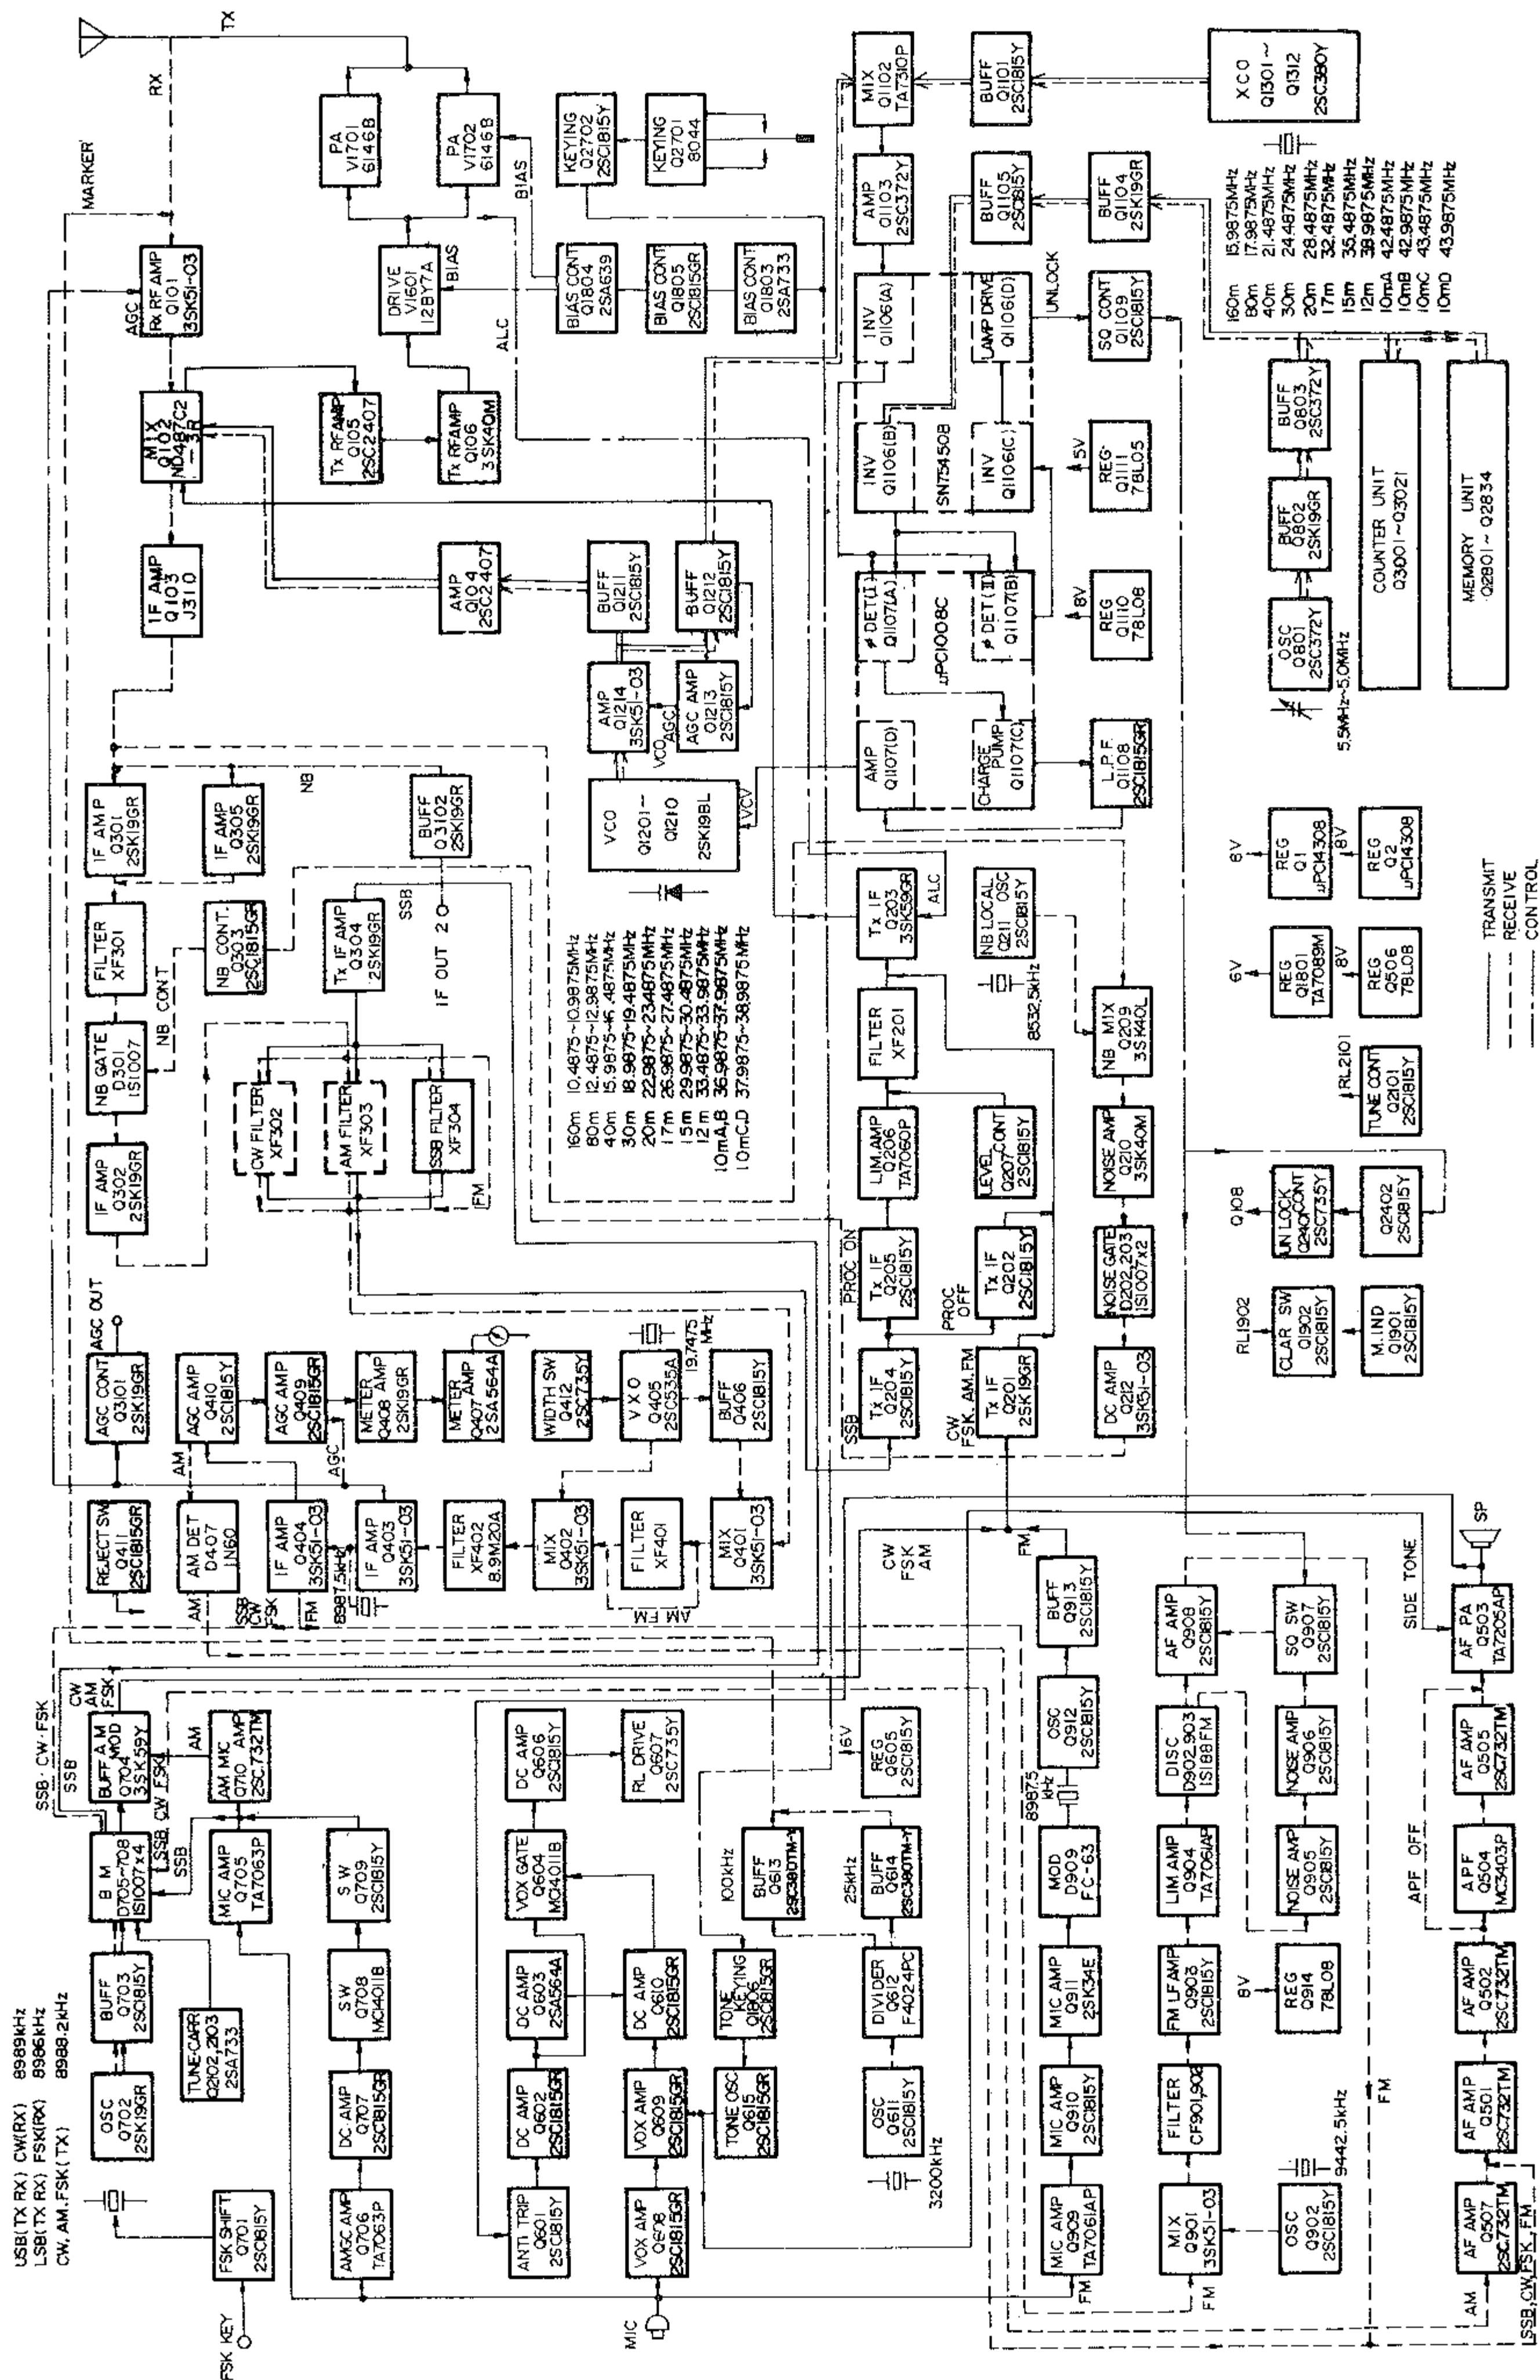 USB(TX RX) CW(RX) 8989kHz
LSB(TX RX) FSK(RX) 8986kHz
CW, AM.FSK(TX) 8988.2kHz
FSK KEY
FSK SHIFT
Q701
2SC1815Y
OSC
Q702
2SK19GR
BUFF
Q703
2SC1815Y
TUNE-CARR
Q2102,2103
2SA733
B M
D705~708
1S1007x4
BUFF AM
MOD
Q704
3SK59Y
AM
AM MIC
AMP
Q710
2SC732TM
MIC AMP
Q705
TA7063P
SSB
LSSB CW FSK
SSB·CW·FSK
SSB
CW
AM
FSK
AMGC AMP
Q706
TA7063P
DC AMP
Q707
2SC1815GR
S W
Q708
MC14011B
S W
Q709
2SC1815Y
MIC
ANTI TRIP
Q601
2SC1815Y
DC AMP
Q602
2SC1815GR
DC AMP
Q603
2SA564A
VOX GATE
Q604
MC14011B
DC AMP
Q606
2SC1815Y
RL DRIVE
Q607
2SC735Y
VOX AMP
Q608
2SC1815GR
VOX AMP
Q609
2SC1815GR
DC AMP
Q610
2SC1815GR
TONE OSC
Q615
2SC1815GR
TONE
KEYING
Q1806
2SC1815GR
6V
REG
Q605
2SC1815Y
100kHz
BUFF
Q613
2SC380TM-Y
25kHz
BUFF
Q614
2SC380TM-Y
3200kHz
OSC
Q611
2SC1815Y
DIVIDER
Q612
F4024PC
FM
MIC AMP
Q909
TA7061AP
MIC AMP
Q910
2SC1815Y
MIC AMP
Q911
2SK34E
MOD
D909
FC-63
8987.5
kHz
OSC
Q912
2SC1815Y
BUFF
Q913
2SC1815Y
FM
FM
MIX
Q901
3SK51-03
FILTER
CF901,902
FM I.F AMP
Q903
2SC1815Y
LIM AMP
Q904
TA7061AP
DISC
D902,903
1S188FM
AF AMP
Q908
2SC1815Y
OSC
Q902
2SC1815Y
9442.5kHz
8V
REG
Q914
78L08
NOISE AMP
Q905
2SC1815Y
NOISE AMP
Q906
2SC1815Y
SQ SW
Q907
2SC1815Y
FM
AM
SSB,CW,FSK,FM
AF AMP
Q507
2SC732TM
AF AMP
Q501
2SC732TM
AF AMP
Q502
2SC732TM
APF OFF
APF
Q504
MC3403P
AF AMP
Q505
2SC732TM
SIDE TONE
AF PA
Q503
TA7205AP
SP
REJECT SW
Q411
2SC1815GR
AGC CONT
Q3101
2SK19GR
AGC OUT
AM
AM DET
D407
1N60
AM
AGC AMP
Q410
2SC1815Y
SSB
CW
FSK
FM
IF AMP
Q404
3SK51-03
AGC AMP
Q409
2SC1815GR
AGC
8987.5kHz
IF AMP
Q403
3SK51-03
METER AMP
Q408
2SK19GR
FILTER
XF402
8.9M20A
METER AMP
Q407
2SA564A
MIX
Q402
3SK51-03
WIDTH SW
Q412
2SC735Y
AM FM
FILTER
XF401
V X O
Q405
2SC535A
19.7475
MHz
MIX
Q401
3SK51-03
BUFF
Q406
2SC1815Y
CW
FSK
AM
SSB
Tx IF
Q204
2SC1815Y
PROC ON
Tx IF
Q205
2SC1815Y
LIM.AMP
Q206
TA7060P
FILTER
XF201
Tx IF
Q203
3SK59GR
ALC
CW
FSK. AM. FM
Tx IF
Q201
2SK19GR
PROC
OFF
Tx IF
Q202
2SC1815Y
LEVEL CONT
Q207
2SC1815Y
NB LOCAL
OSC
Q211
2SC1815Y
8532.5kHz
DC AMP
Q212
3SK51-03
NOISE GATE
D202,203
1S1007x2
NOISE AMP
Q210
3SK40M
NB MIX
Q209
3SK40L
IF AMP
Q302
2SK19GR
NB GATE
D301
1S1007
FILTER
XF301
IF AMP
Q301
2SK19GR
NB CONT
NB CONT.
Q303
2SC1815GR
IF AMP
Q305
2SK19GR
NB
CW FILTER
XF302
AM FILTER
XF303
SSB FILTER
XF304
FM
Tx IF AMP
Q304
2SK19GR
SSB
IF OUT 2
BUFF
Q3102
2SK19GR
160m 10.4875~10.9875MHz
80m 12.4875~12.9875MHz
40m 15.9875~16.4875MHz
30m 18.9875~19.4875MHz
20m 22.9875~23.4875MHz
17m 26.9875~27.4875MHz
15m 29.9875~30.4875MHz
12m 33.4875~33.9875MHz
10mA,B 36.9875~37.9875MHz
10mC,D 37.9875~38.9875MHz
VCO
Q1201~
Q1210
2SK19BL
VCV
AMP
Q1214
3SK51-03
VCO
AGC
AGC AMP
Q1213
2SC1815Y
BUFF
Q1211
2SC1815Y
BUFF
Q1212
2SC1815Y
AMP
Q104
2SC2407
IF AMP
Q103
J310
MIX
Q102
ND487C2
-3R
AGC
Rx RF AMP
Q101
3SK51-03
MARKER
RX
TX
Tx RF AMP
Q105
2SC2407
Tx RF AMP
Q106
3SK40M
DRIVE
V1601
12BY7A
BIAS
PA
V1701
6146B
PA
V1702
6146B
BIAS
ALC
BIAS CONT
Q1804
2SA639
BIAS CONT
Q1805
2SC1815GR
BIAS CONT
Q1803
2SA733
KEYING
Q2702
2SC1815Y
KEYING
Q2701
8044
AMP
Q1107(D)
ø DET(I)
Q1107(A)
INV
Q1106(B)
INV
Q1106(A)
AMP
Q1103
2SC372Y
MIX
Q1102
TA7310P
µPC1008C
SN75450B
CHARGE
PUMP
Q1107(C)
ø DET(II)
Q1107(B)
INV
Q1106(C)
LAMP DRIVE
Q1106(D)
BUFF
Q1105
2SC1815Y
BUFF
Q1101
2SC1815Y
L.P.F.
Q1108
2SC1815GR
8V
REG
Q1110
78L08
5V
REG
Q1111
78L05
UNLOCK
SQ CONT
Q1109
2SC1815Y
BUFF
Q1104
2SK19GR
XCO
Q1301~
Q1312
2SC380Y
160m 15.9875MHz
80m 17.9875MHz
40m 21.4875MHz
30m 24.4875MHz
20m 28.4875MHz
17m 32.4875MHz
15m 35.4875MHz
12m 38.9875MHz
10mA 42.4875MHz
10mB 42.9875MHz
10mC 43.4875MHz
10mD 43.9875MHz
OSC
Q801
2SC372Y
5.5MHz~5.0MHz
BUFF
Q802
2SK19GR
BUFF
Q803
2SC372Y
COUNTER UNIT
Q3001~Q3021
MEMORY UNIT
Q2801~Q2834
RL1902
CLAR SW
Q1902
2SC1815Y
M. IND
Q1901
2SC1815Y
Q108
UNLOCK
CONT
Q2401
2SC735Y
Q2402
2SC1815Y
RL2101
TUNE CONT
Q2101
2SC1815Y
6V
REG
Q1801
TA7089M
8V
REG
Q506
78L08
8V
REG
Q1
µPC14308
8V
REG
Q2
µPC14308
TRANSMIT
RECEIVE
CONTROL